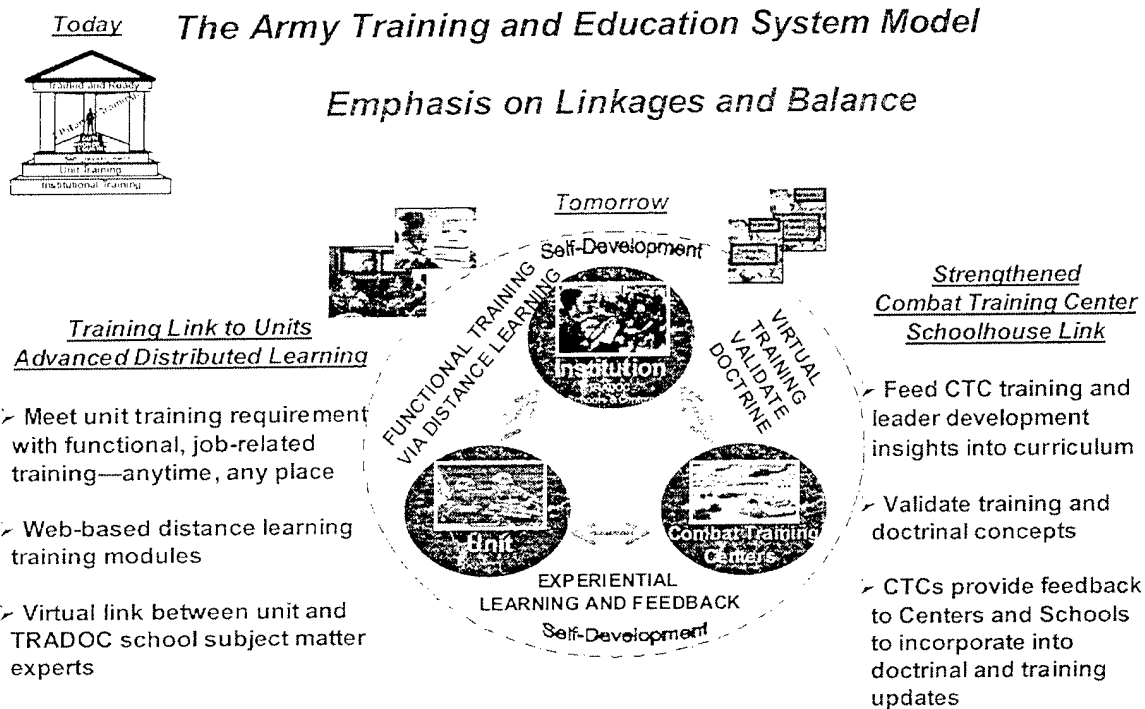 Today
The Army Training and Education System Model
Emphasis on Linkages and Balance
Trained and Ready
Training
Unit Training
Institutional Training
Tomorrow
Self-Development
FUNCTIONAL TRAINING
VIA DISTANCE LEARNING
VIRTUAL
TRAINING
VALIDATE
DOCTRINE
Institution
Unit
Combat Training
Centers
EXPERIENTIAL
LEARNING AND FEEDBACK
Self-Development
Training Link to Units
Advanced Distributed Learning
➢ Meet unit training requirement
with functional, job-related
training—anytime, any place
➢ Web-based distance learning
training modules
➢ Virtual link between unit and
TRADOC school subject matter
experts
Strengthened
Combat Training Center
Schoolhouse Link
➢ Feed CTC training and
leader development
insights into curriculum
➢ Validate training and
doctrinal concepts
➢ CTCs provide feedback
to Centers and Schools
to incorporate into
doctrinal and training
updates